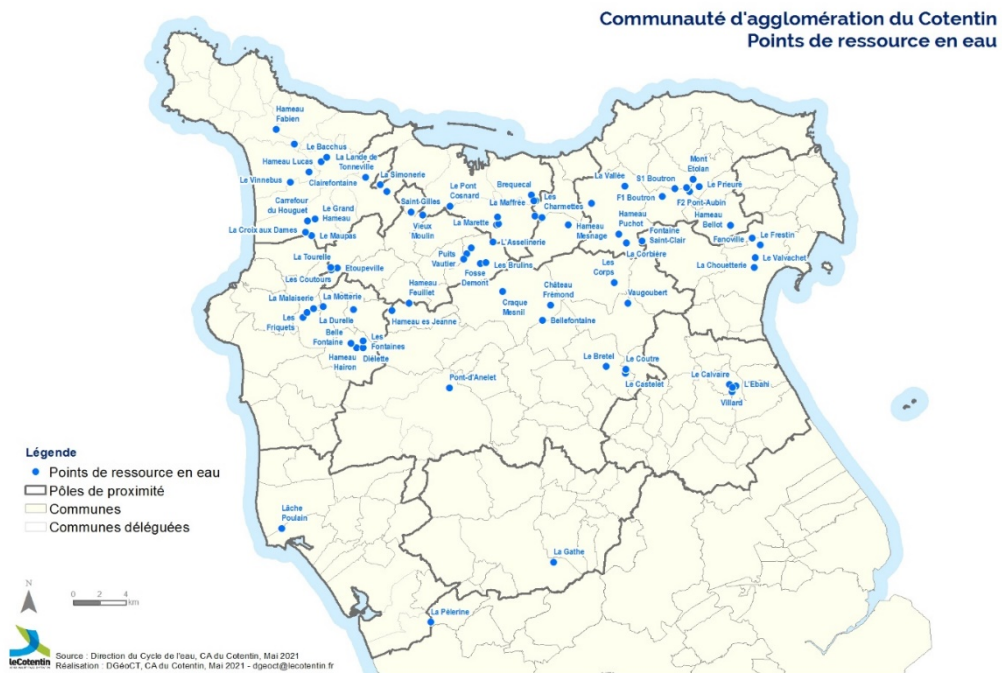 Communauté d'agglomération du Cotentin
Points de ressource en eau
Hameau
Fabien
Le Bacchus
Hameau Lucas
La Lande de
Tonneville
La Simonerie
Le Vinnebus
Clairefontaine
Carrefour
du Houguet
Le Grand
Hameau
La Croix aux Dames
Le Maupas
Saint-Gilles
Vieux
Moulin
Le Pont
Cosnard
Brequecal
La Maffrée
Les
Charmettes
La Marette
L'Asselinerie
Hameau
Mesnage
La Vallée
S1 Boutron
Mont
Etolan
Le Prieuré
F1 Boutron
F2 Pont-Aubin
Hameau
Puchot
Fontaine
Saint-Clair
La Corbière
Hameau
Bellot
Fanoville
Le Frestin
Le Valvachet
La Chouetterie
La Tourelle
Etoupeville
Les Coutours
Puits
Vautier
Fosse
Demont
Les Brulins
Hameau
Feuillet
Hameau es Jeanne
La Malaiserie
La Motterie
Les
Friquets
La Durelle
Belle
Fontaine
Les
Fontaines
Hameau
Hairon
Diélette
Craque
Mesnil
Château
Frémond
Bellefontaine
Les
Corps
Vaugoubert
Le Bretel
Le Coutre
Le Castelet
Le Calvaire
L'Ebahi
Villard
Pont-d'Anelet
Lâche
Poulain
La Gathe
La Pèlerine
Légende
Points de ressource en eau
Pôles de proximité
Communes
Communes déléguées
N
0 2 4
km
leCotentin
Source : Direction du Cycle de l'eau, CA du Cotentin, Mai 2021
Réalisation : DGéoCT, CA du Cotentin, Mai 2021 - dgeoct@lecotentin.fr